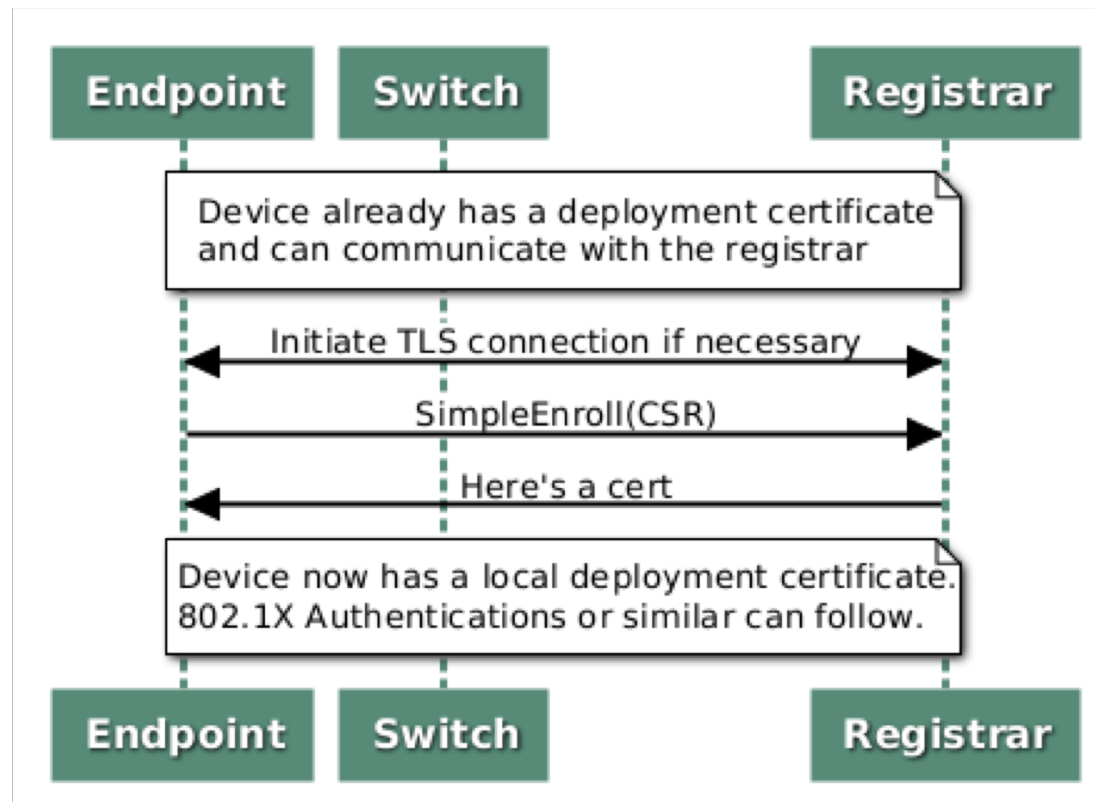 Endpoint
Switch
Registrar
Device already has a deployment certificate
and can communicate with the registrar
Initiate TLS connection if necessary
SimpleEnroll(CSR)
Here's a cert
Device now has a local deployment certificate.
802.1X Authentications or similar can follow.
Endpoint
Switch
Registrar